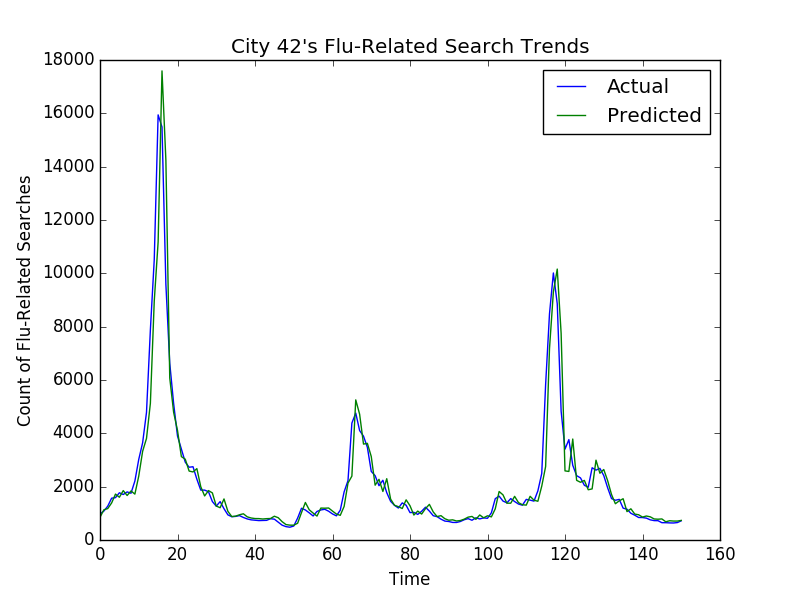 City 42's Flu-Related Search Trends
Actual
Predicted
18000
16000
14000
12000
10000
8000
6000
4000
2000
0
Count of Flu-Related Searches
0 20 40 60 80 100 120 140 160
Time